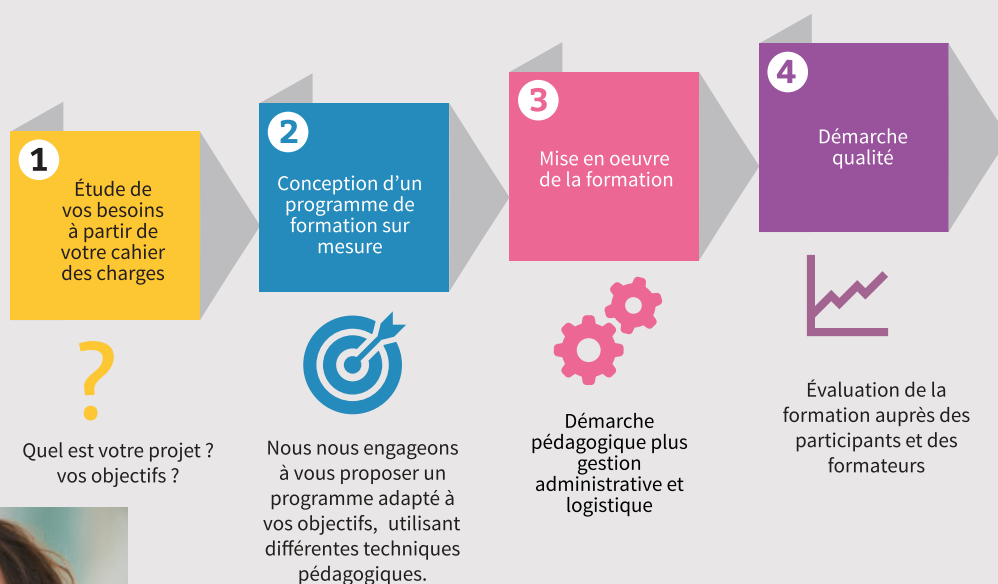 1
Étude de
vos besoins
à partir de
votre cahier
des charges
Quel est votre projet ?
vos objectifs ?
2
Conception d'un
programme de
formation sur
mesure
Nous nous engageons
à vous proposer un
programme adapté à
vos objectifs, utilisant
différentes techniques
pédagogiques.
3
Mise en oeuvre
de la formation
Démarche
pédagogique plus
gestion
administrative et
logistique
4
Démarche
qualité
Évaluation de la
formation auprès des
participants et des
formateurs